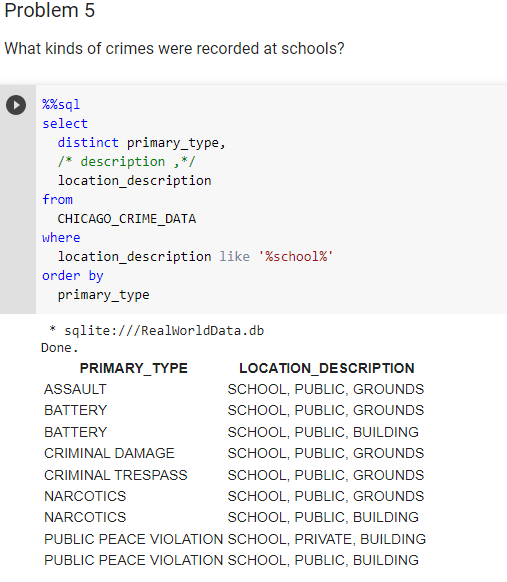 Problem 5
What kinds of crimes were recorded at schools?
%%sql
select
distinct primary_type,
/* description ,*/
location_description
from
CHICAGO_CRIME_DATA
where
location_description like '%school%'
order by
primary_type
* sqlite:///RealWorldData.db
Done.
PRIMARY_TYPE LOCATION_DESCRIPTION
ASSAULT SCHOOL, PUBLIC, GROUNDS
BATTERY SCHOOL, PUBLIC, GROUNDS
BATTERY SCHOOL, PUBLIC, BUILDING
CRIMINAL DAMAGE SCHOOL, PUBLIC, GROUNDS
CRIMINAL TRESPASS SCHOOL, PUBLIC, GROUNDS
NARCOTICS SCHOOL, PUBLIC, GROUNDS
NARCOTICS SCHOOL, PUBLIC, BUILDING
PUBLIC PEACE VIOLATION SCHOOL, PRIVATE, BUILDING
PUBLIC PEACE VIOLATION SCHOOL, PUBLIC, BUILDING